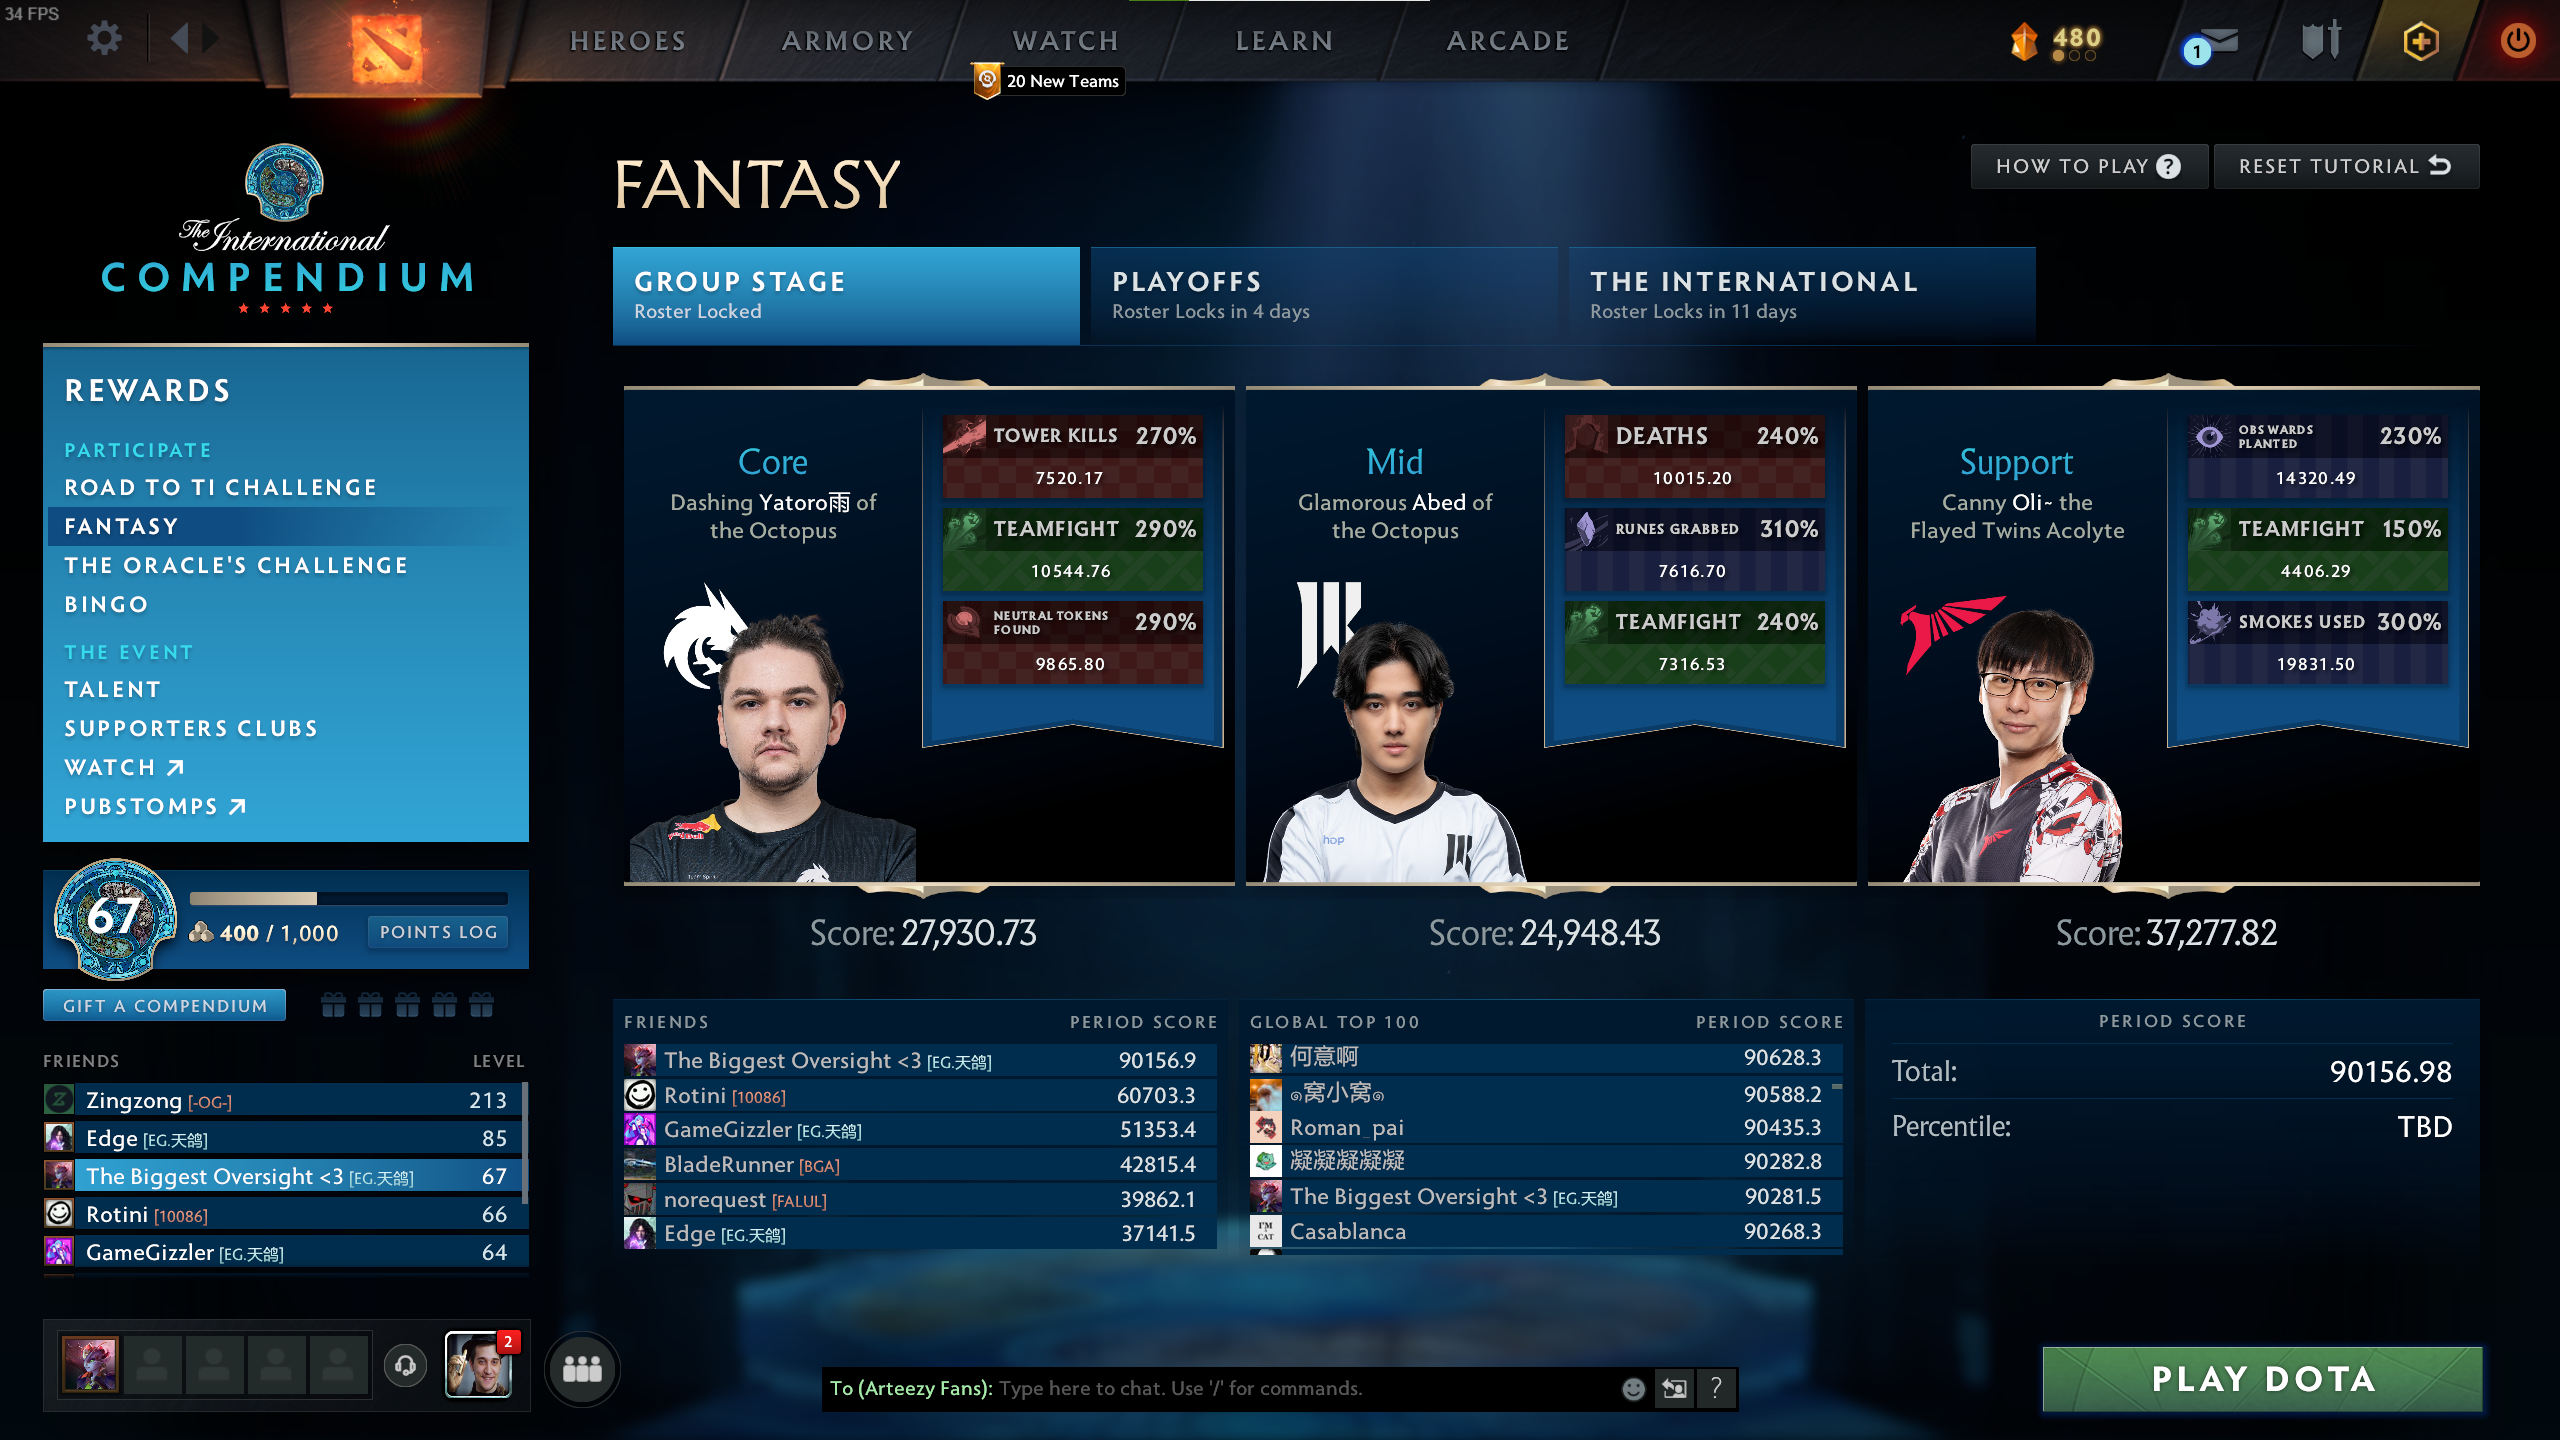 34 FPS
HEROES
ARMORY
WATCH
LEARN
ARCADE
480
1
20 New Teams
The International
COMPENDIUM
FANTASY
HOW TO PLAY ?
RESET TUTORIAL
GROUP STAGE
Roster Locked
PLAYOFFS
Roster Locks in 4 days
THE INTERNATIONAL
Roster Locks in 11 days
REWARDS
PARTICIPATE
ROAD TO TI CHALLENGE
FANTASY
THE ORACLE'S CHALLENGE
BINGO
THE EVENT
TALENT
SUPPORTERS CLUBS
WATCH
PUBSTOMPS
67
400 / 1,000
POINTS LOG
GIFT A COMPENDIUM
FRIENDS LEVEL
Zingzong [-OG-] 213
Edge [EG.天鸽] 85
The Biggest Oversight <3 [EG.天鸽] 67
Rotini [10086] 66
GameGizzler [EG.天鸽] 64
Core
Dashing Yatoro雨 of
the Octopus
TOWER KILLS 270%
7520.17
TEAMFIGHT 290%
10544.76
NEUTRAL TOKENS
FOUND 290%
9865.80
Red Bull
Score: 27,930.73
Mid
Glamorous Abed of
the Octopus
DEATHS 240%
10015.20
RUNES GRABBED 310%
7616.70
TEAMFIGHT 240%
7316.53
hop
Score: 24,948.43
Support
Canny Oli~ the
Flayed Twins Acolyte
OBS WARDS
PLANTED 230%
14320.49
TEAMFIGHT 150%
4406.29
SMOKES USED 300%
19831.50
Score: 37,277.82
FRIENDS PERIOD SCORE
The Biggest Oversight <3 [EG.天鸽] 90156.9
Rotini [10086] 60703.3
GameGizzler [EG.天鸽] 51353.4
BladeRunner [BGA] 42815.4
norequest [FALUL] 39862.1
Edge [EG.天鸽] 37141.5
GLOBAL TOP 100 PERIOD SCORE
何意啊 90628.3
๑窝小窝๑ 90588.2
Roman_pai 90435.3
凝凝凝凝凝 90282.8
The Biggest Oversight <3 [EG.天鸽] 90281.5
I'M CAT
Casablanca 90268.3
PERIOD SCORE
Total: 90156.98
Percentile: TBD
2
To (Arteezy Fans): Type here to chat. Use '/' for commands.
?
PLAY DOTA